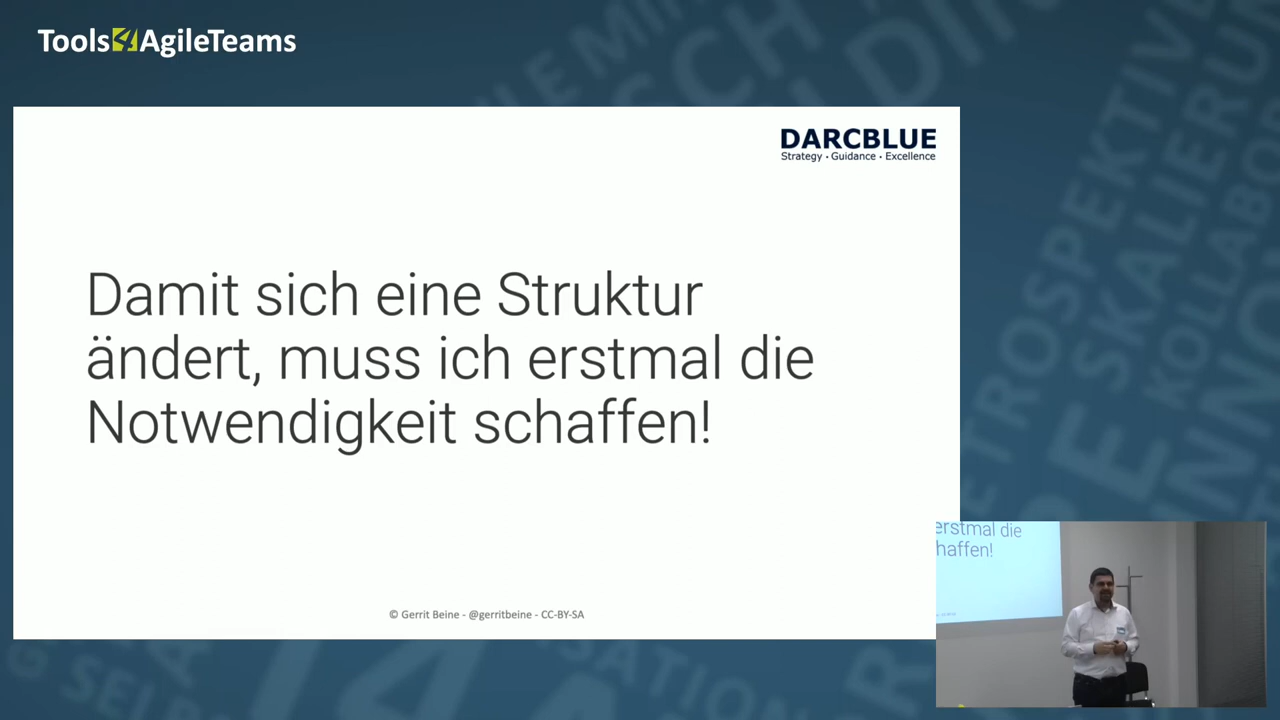 Tools4AgileTeams
DARCBLUE
Strategy • Guidance • Excellence
Damit sich eine Struktur
ändert, muss ich erstmal die
Notwendigkeit schaffen!
© Gerrit Beine - @gerritbeine - CC-BY-SA
erstmal die
haffen!